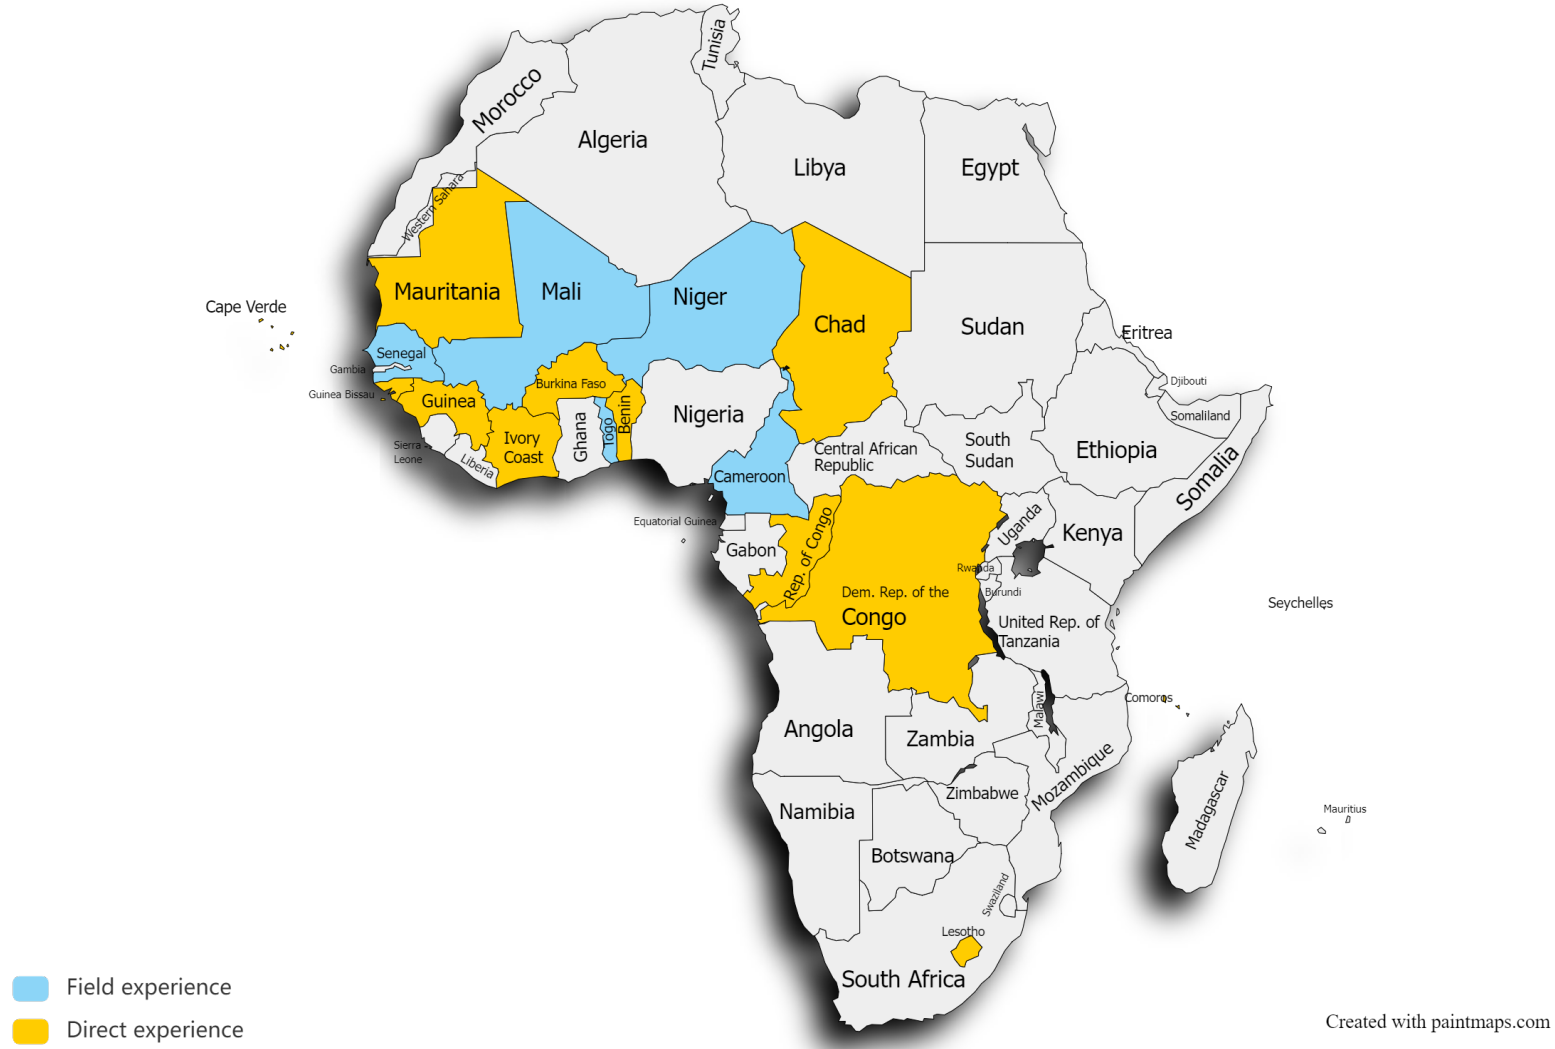 Tunisia
Morocco
Algeria
Libya
Egypt
Western Sahara
Mauritania
Mali
Niger
Chad
Sudan
Eritrea
Cape Verde
Senegal
Gambia
Guinea Bissau
Guinea
Burkina Faso
Djibouti
Somaliland
Sierra
Leone
Liberia
Ivory
Coast
Ghana
Togo
Benin
Nigeria
Cameroon
Central African
Republic
South
Sudan
Ethiopia
Somalia
Equatorial Guinea
Gabon
Rep. of Congo
Dem. Rep. of the
Congo
Uganda
Kenya
Rwanda
Burundi
United Rep. of
Tanzania
Seychelles
Comoros
Angola
Zambia
Malawi
Mozambique
Zimbabwe
Namibia
Botswana
Madagascar
Mauritius
Swaziland
Lesotho
South Africa
Field experience
Direct experience
Created with paintmaps.com